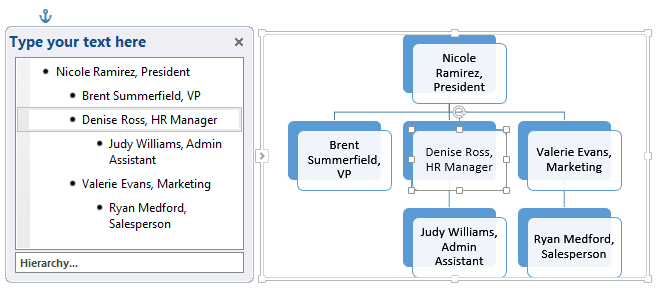 Type your text here
Nicole Ramirez, President
Brent Summerfield, VP
Denise Ross, HR Manager
Judy Williams, Admin
Assistant
Valerie Evans, Marketing
Ryan Medford,
Salesperson
Hierarchy...
Nicole
Ramirez,
President
Brent
Summerfield,
VP
Denise Ross,
HR Manager
Valerie Evans,
Marketing
Judy Williams,
Admin
Assistant
Ryan Medford,
Salesperson